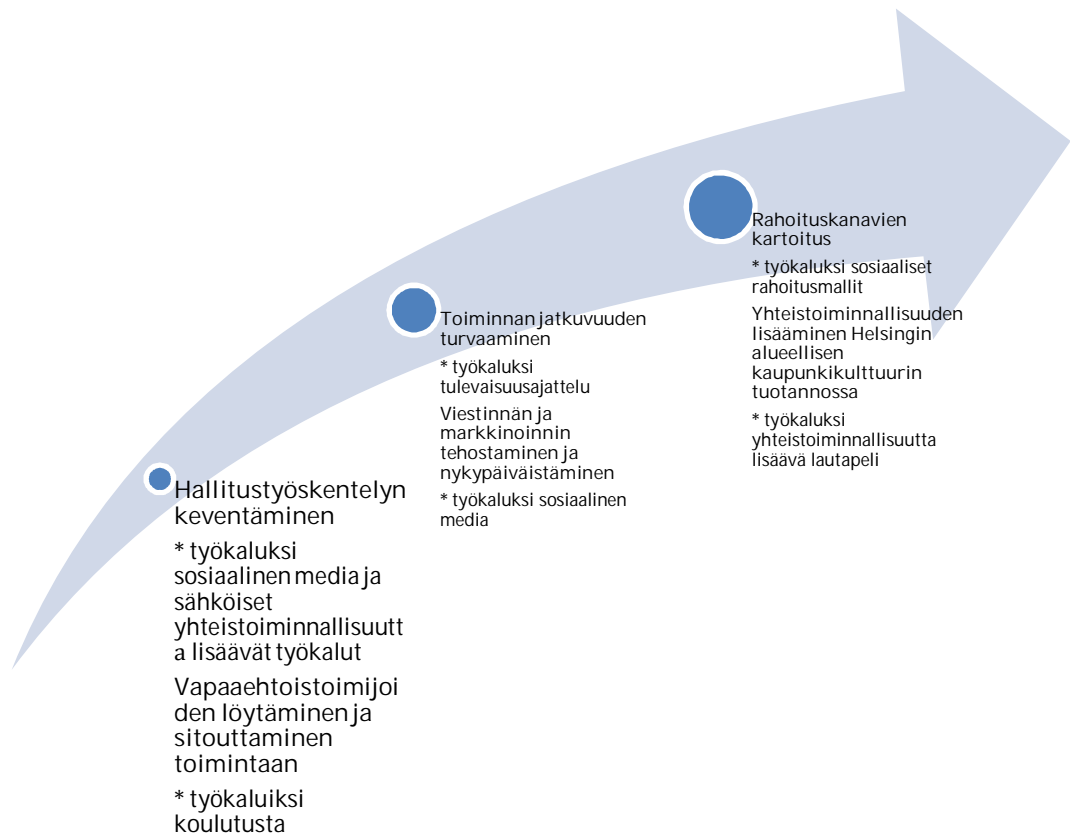 Hallitustyöskentelyn
keventäminen
* työkaluksi
sosiaalinen media ja
sähköiset
yhteistoiminnallisuutt
a lisäävät työkalut
Vapaaehtoistoimijoi
den löytäminen ja
sitouttaminen
toimintaan
* työkaluiksi
koulutusta
Toiminnan jatkuvuuden
turvaaminen
* työkaluksi
tulevaisuusajattelu
Viestinnän ja
markkinoinnin
tehostaminen ja
nykypäiväistäminen
* työkaluksi sosiaalinen
media
Rahoituskanavien
kartoitus
* työkaluksi sosiaaliset
rahoitusmallit
Yhteistoiminnallisuuden
lisääminen Helsingin
alueellisen
kaupunkikulttuurin
tuotannossa
* työkaluksi
yhteistoiminnallisuutta
lisäävä lautapeli